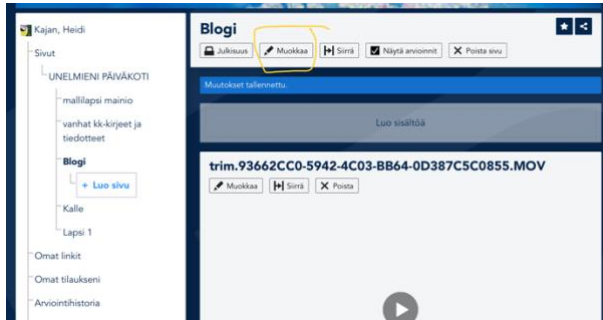 Kajan, Heidi
Sivut
UNELMIENI PÄIVÄKOTI
mallilapsi mainio
vanhat kk-kirjeet ja
tiedotteet
Blogi
+ Luo sivu
Kalle
Lapsi 1
Omat linkit
Omat tilaukseni
Arviointihistoria
Blogi
Julkisuus Muokkaa Siirrä Näytä arvioinnit Poista sivu
Muutokset tallennettu.
Luo sisältöä
trim.93662CC0-5942-4C03-BB64-0D387C5C0855.MOV
Muokkaa Siirrä Poista